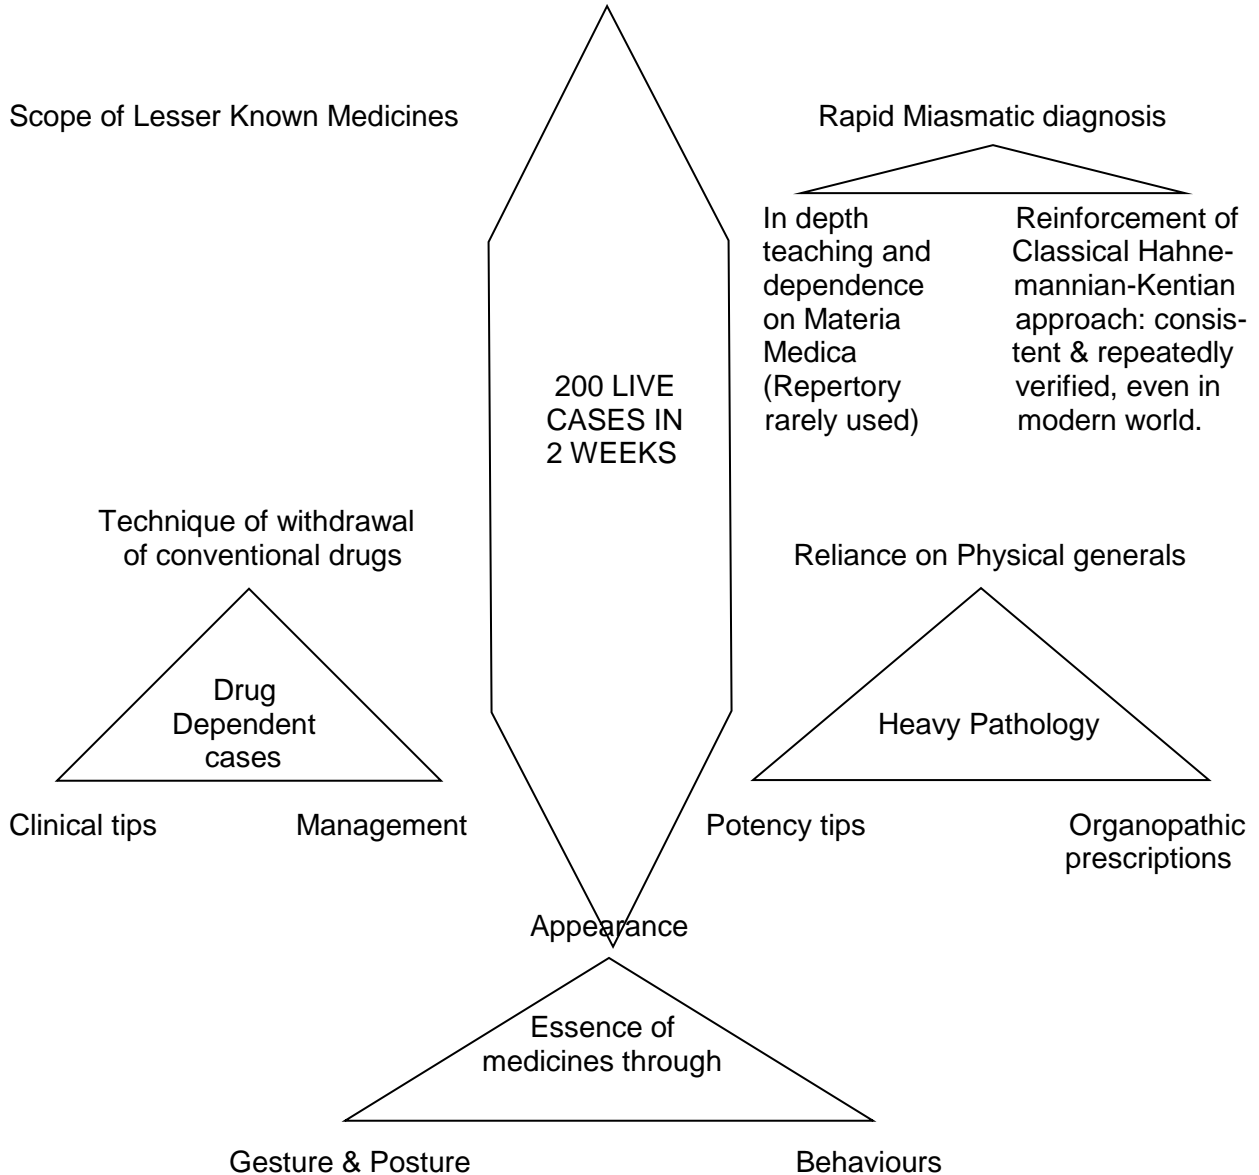 Scope of Lesser Known Medicines
Rapid Miasmatic diagnosis
In depth
teaching and
dependence
on Materia
Medica
(Repertory
rarely used)
Reinforcement of
Classical Hahne-
mannian-Kentian
approach: consis-
tent & repeatedly
verified, even in
modern world.
200 LIVE
CASES IN
2 WEEKS
Technique of withdrawal
of conventional drugs
Drug
Dependent
cases
Clinical tips
Management
Reliance on Physical generals
Heavy Pathology
Potency tips
Organopathic
prescriptions
Appearance
Essence of
medicines through
Gesture & Posture
Behaviours